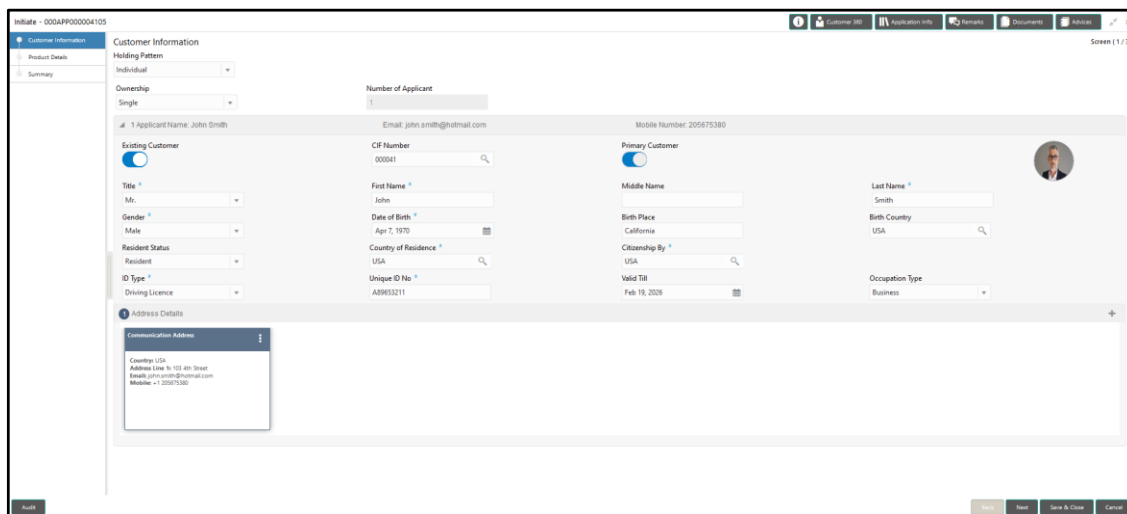 Initiate - 000APP000004105
Customer 360
Application Info
Remarks
Documents
Advices
Customer Information
Product Details
Summary
Customer Information
Screen ( 1 / 3
Holding Pattern
Individual
Ownership
Number of Applicant
Single
1
1 Applicant Name: John Smith
Email: john.smith@hotmail.com
Mobile Number: 205675380
Existing Customer
CIF Number
Primary Customer
000041
Title *
First Name *
Middle Name
Last Name *
Mr.
John
Smith
Gender *
Date of Birth *
Birth Place
Birth Country
Male
Apr 7, 1970
California
USA
Resident Status
Country of Residence *
Citizenship By *
Resident
USA
USA
ID Type *
Unique ID No *
Valid Till
Occupation Type
Driving Licence
A89653211
Feb 19, 2026
Business
1 Address Details
Communication Address
Country: USA
Address Line 1: 103 4th Street
Email: john.smith@hotmail.com
Mobile: +1 205675380
Audit
Back
Next
Save & Close
Cancel